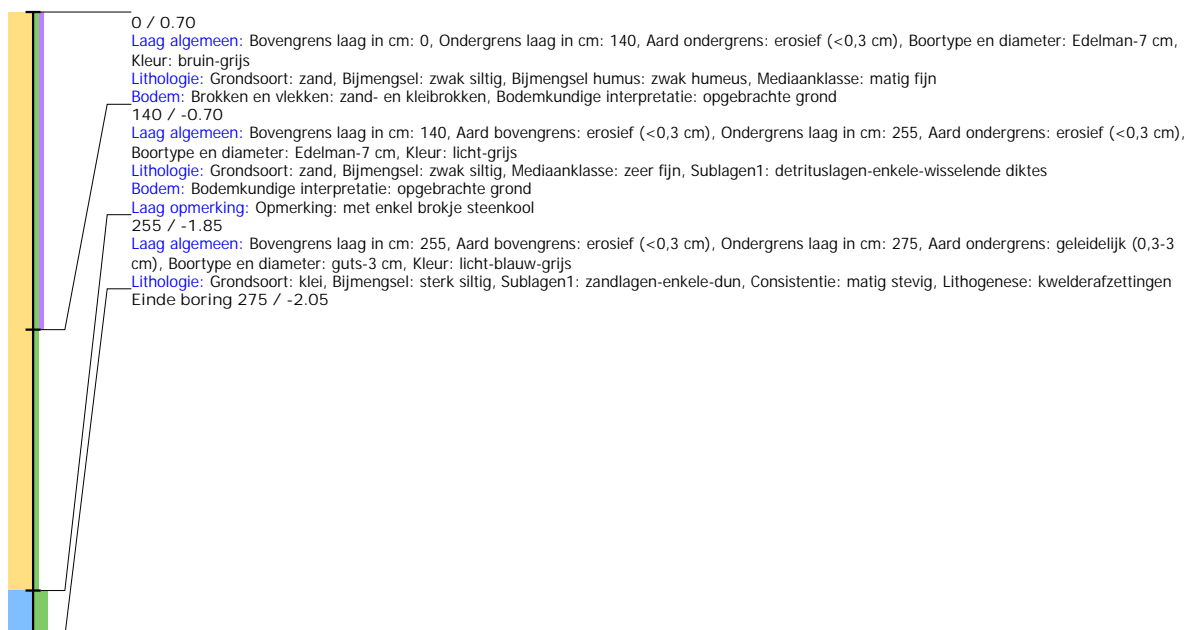 0 / 0.70
Laag algemeen: Bovengrens laag in cm: 0, Ondergrens laag in cm: 140, Aard ondergrens: erosief (<0,3 cm), Boortype en diameter: Edelman-7 cm,
Kleur: bruin-grijs
Lithologie: Grondsoort: zand, Bijmengsel: zwak siltig, Bijmengsel humus: zwak humeus, Mediaanklasse: matig fijn
Bodem: Brokken en vlekken: zand- en kleibrokken, Bodemkundige interpretatie: opgebrachte grond
140 / -0.70
Laag algemeen: Bovengrens laag in cm: 140, Aard bovengrens: erosief (<0,3 cm), Ondergrens laag in cm: 255, Aard ondergrens: erosief (<0,3 cm),
Boortype en diameter: Edelman-7 cm, Kleur: licht-grijs
Lithologie: Grondsoort: zand, Bijmengsel: zwak siltig, Mediaanklasse: zeer fijn, Sublagen1: detrituslagen-enkele-wisselende diktes
Bodem: Bodemkundige interpretatie: opgebrachte grond
Laag opmerking: Opmerking: met enkel brokje steenkool
255 / -1.85
Laag algemeen: Bovengrens laag in cm: 255, Aard bovengrens: erosief (<0,3 cm), Ondergrens laag in cm: 275, Aard ondergrens: geleidelijk (0,3-3
cm), Boortype en diameter: guts-3 cm, Kleur: licht-blauw-grijs
Lithologie: Grondsoort: klei, Bijmengsel: sterk siltig, Sublagen1: zandlagen-enkele-dun, Consistentie: matig stevig, Lithogenese: kwelderafzettingen
Einde boring 275 / -2.05